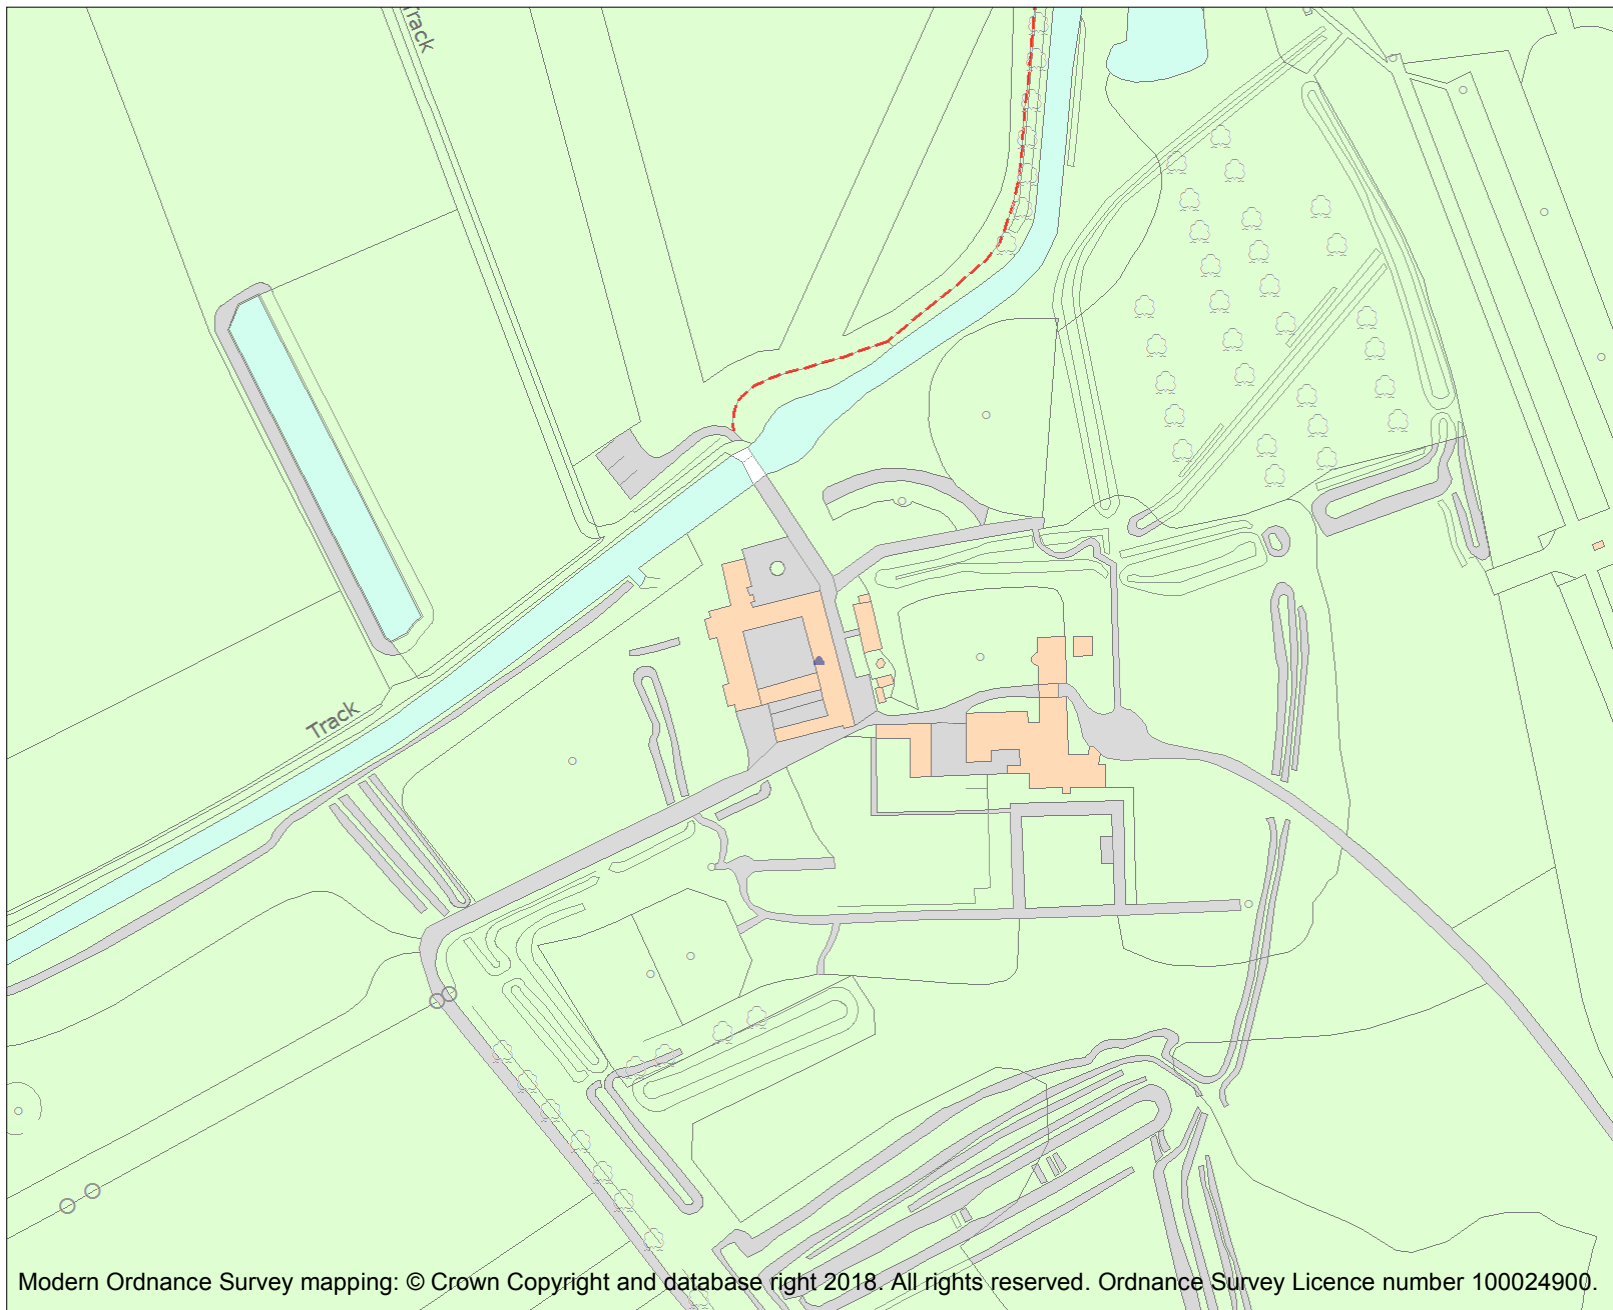 Track
Track
Modern Ordnance Survey mapping: © Crown Copyright and database right 2018. All rights reserved. Ordnance Survey Licence number 100024900.